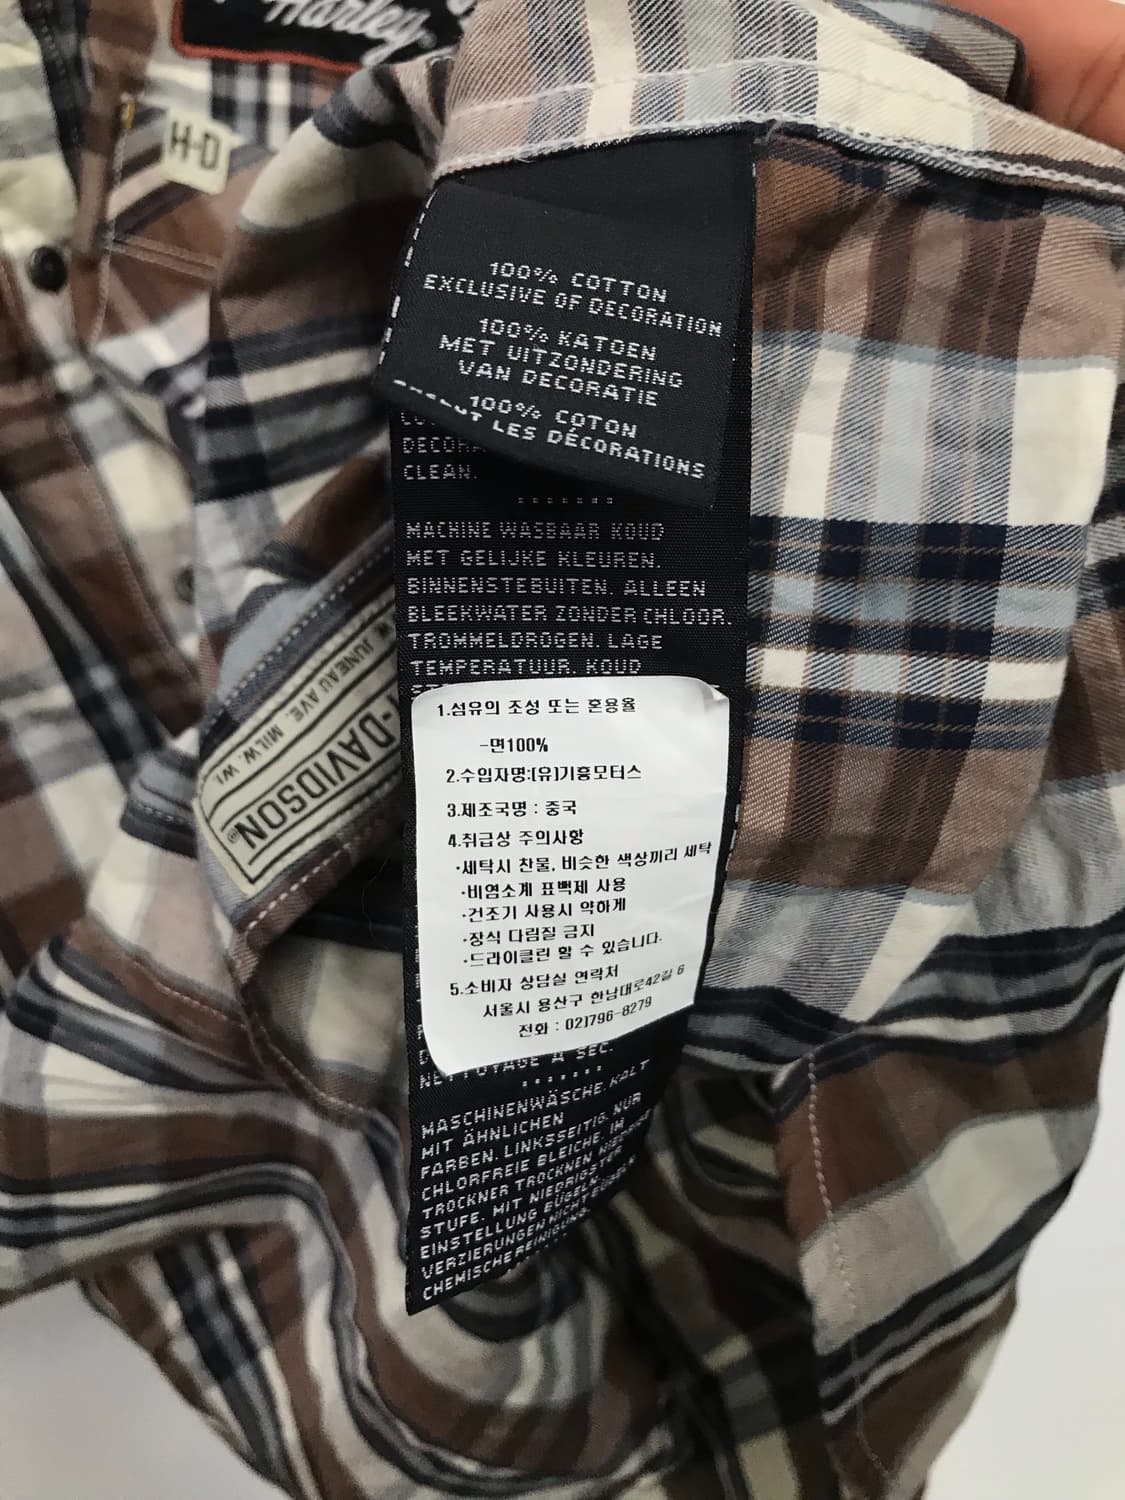 Harley
H-D
100% COTTON
EXCLUSIVE OF DECORATION
100% KATOEN
MET UITZONDERING
VAN DECORATIE
100% COTON
LES DÉCORATIONS
CLEAN.
MACHINE WASBAAR KOUD
MET GELIJKE KLEUREN.
BINNENSTEBUITEN. ALLEEN
BLEEKWATER ZONDER CHLOOR.
TROMMELDROGEN. LAGE
TEMPERATUUR. KOUD
JUNEAU AVE. MILW. WI.
-DAVIDSON®
1.섬유의 조성 또는 혼용율
-면100%
2.수입자명:[유]기흥모터스
3.제조국명 : 중국
4.취급상 주의사항
·세탁시 찬물, 비슷한 색상끼리 세탁
·비염소계 표백제 사용
·건조기 사용시 약하게
·장식 다림질 금지
·드라이클린 할 수 있습니다.
5.소비자 상담실 연락처
서울시 용산구 한남대로42길 6
전화 : 02]796-8279
NETTOYAGE A SEC.
MASCHINENWÄSCHE. KALT
MIT ÄHNLICHEN
FARBEN. LINKSSEITIG. NUR
CHLORFREIE BLEICHE. IM
TROCKNER TROCKNEN NIEDRIGSTER
STUFE. MIT NIEDRIGSTER
EINSTELLUNG BÜGELN.
VERZIERUNGEN NICHT BÜGELN
CHEMISCHE REINIGUNG.